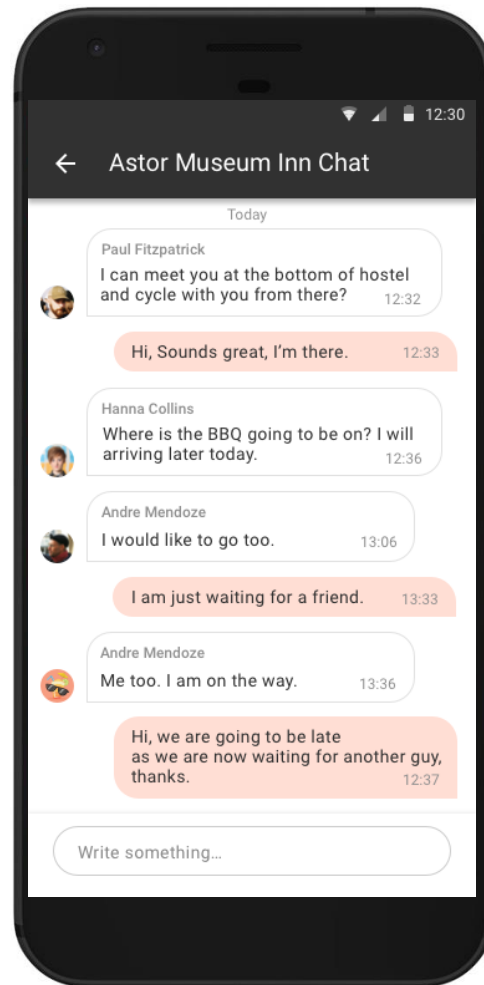 12:30
Astor Museum Inn Chat
Today
Paul Fitzpatrick
I can meet you at the bottom of hostel
and cycle with you from there? 12:32
Hi, Sounds great, I'm there. 12:33
Hanna Collins
Where is the BBQ going to be on? I will
arriving later today. 12:36
Andre Mendoze
I would like to go too. 13:06
I am just waiting for a friend. 13:33
Andre Mendoze
Me too. I am on the way. 13:36
Hi, we are going to be late
as we are now waiting for another guy,
thanks. 12:37
Write something…